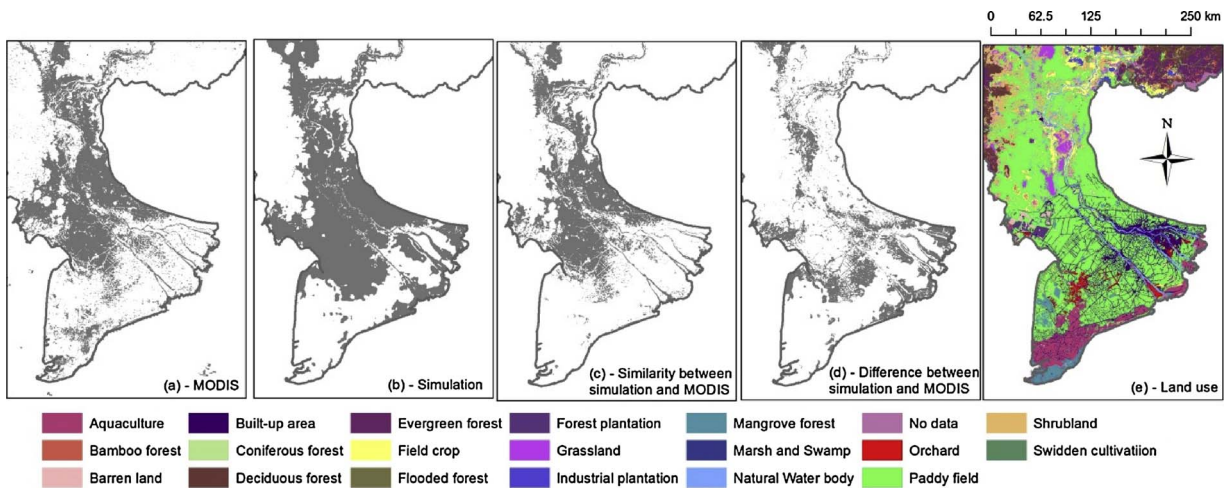 0 62.5 125 250 km
N
(a) - MODIS
(b) - Simulation
(c) - Similarity between
simulation and MODIS
(d) - Difference between
simulation and MODIS
(e) - Land use
Aquaculture Built-up area Evergreen forest Forest plantation Mangrove forest No data Shrubland
Bamboo forest Coniferous forest Field crop Grassland Marsh and Swamp Orchard Swidden cultivatiin
Barren land Deciduous forest Flooded forest Industrial plantation Natural Water body Paddy field